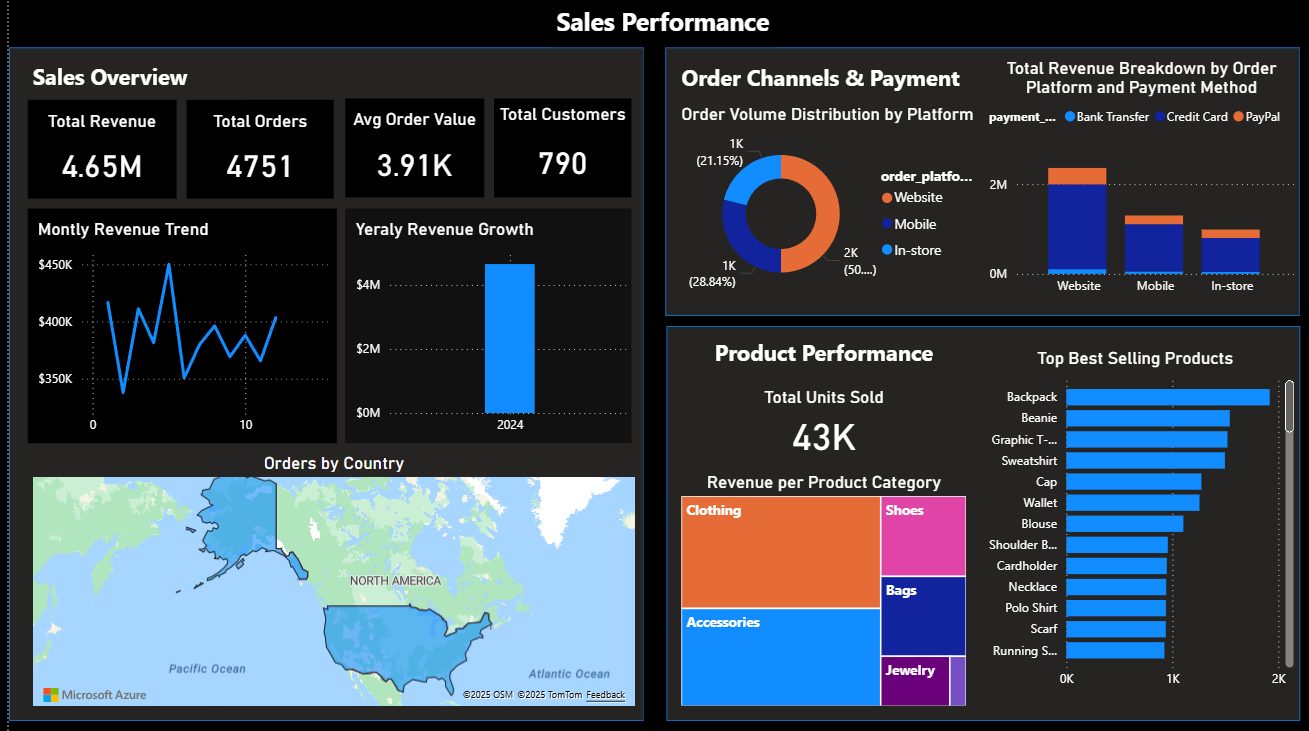 Sales Performance
Sales Overview
Total Revenue
4.65M
Total Orders
4751
Avg Order Value
3.91K
Total Customers
790
Montly Revenue Trend
$450K
$400K
$350K
0
10
Yeraly Revenue Growth
$4M
$2M
$0M
2024
Orders by Country
NORTH AMERICA
Pacific Ocean
Atlantic Ocean
Microsoft Azure
©2025 OSM ©2025 TomTom Feedback
Order Channels & Payment
Order Volume Distribution by Platform
1K
(21.15%)
1K
(28.84%)
2K
(50....)
order_platfo...
Website
Mobile
In-store
Total Revenue Breakdown by Order
Platform and Payment Method
payment_... Bank Transfer Credit Card PayPal
2M
0M
Website
Mobile
In-store
Product Performance
Total Units Sold
43K
Revenue per Product Category
Clothing
Accessories
Shoes
Bags
Jewelry
Top Best Selling Products
Backpack
Beanie
Graphic T-...
Sweatshirt
Cap
Wallet
Blouse
Shoulder B...
Cardholder
Necklace
Polo Shirt
Scarf
Running S...
0K
1K
2K